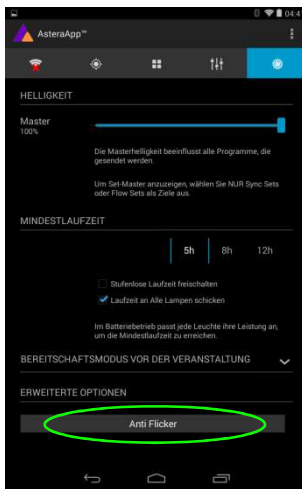 04:4
AsteraApp™
HELLIGKEIT
Master
100%
Die Masterhelligkeit beeinflusst alle Programme, die
gesendet werden.
Um Set-Master anzuzeigen, wählen Sie NUR Sync Sets
oder Flow Sets als Ziele aus.
MINDESTLAUFZEIT
5h 8h 12h
Stufenlose Laufzeit freischalten
Laufzeit an Alle Lampen schicken
Im Batteriebetrieb passt jede Leuchte ihre Leistung an,
um die Mindestlaufzeit zu erreichen.
BEREITSCHAFTSMODUS VOR DER VERANSTALTUNG
ERWEITERTE OPTIONEN
Anti Flicker